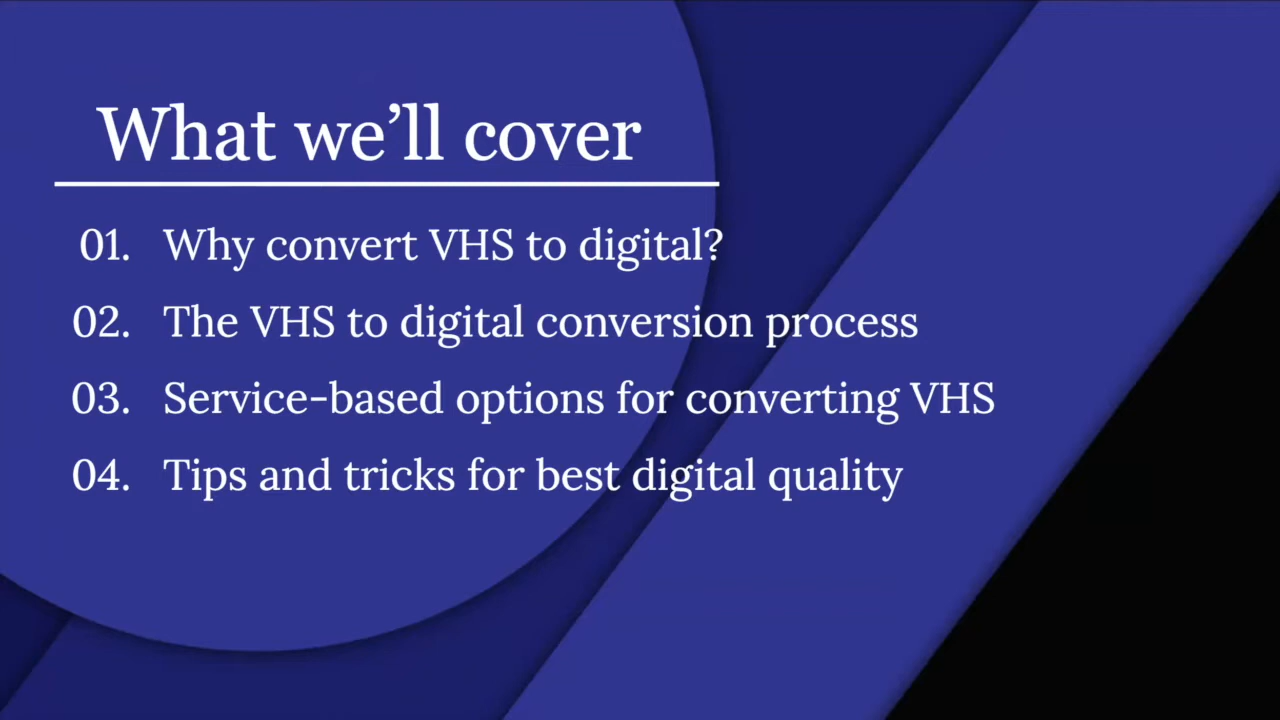 What we’ll cover
01. Why convert VHS to digital?
02. The VHS to digital conversion process
03. Service-based options for converting VHS
04. Tips and tricks for best digital quality